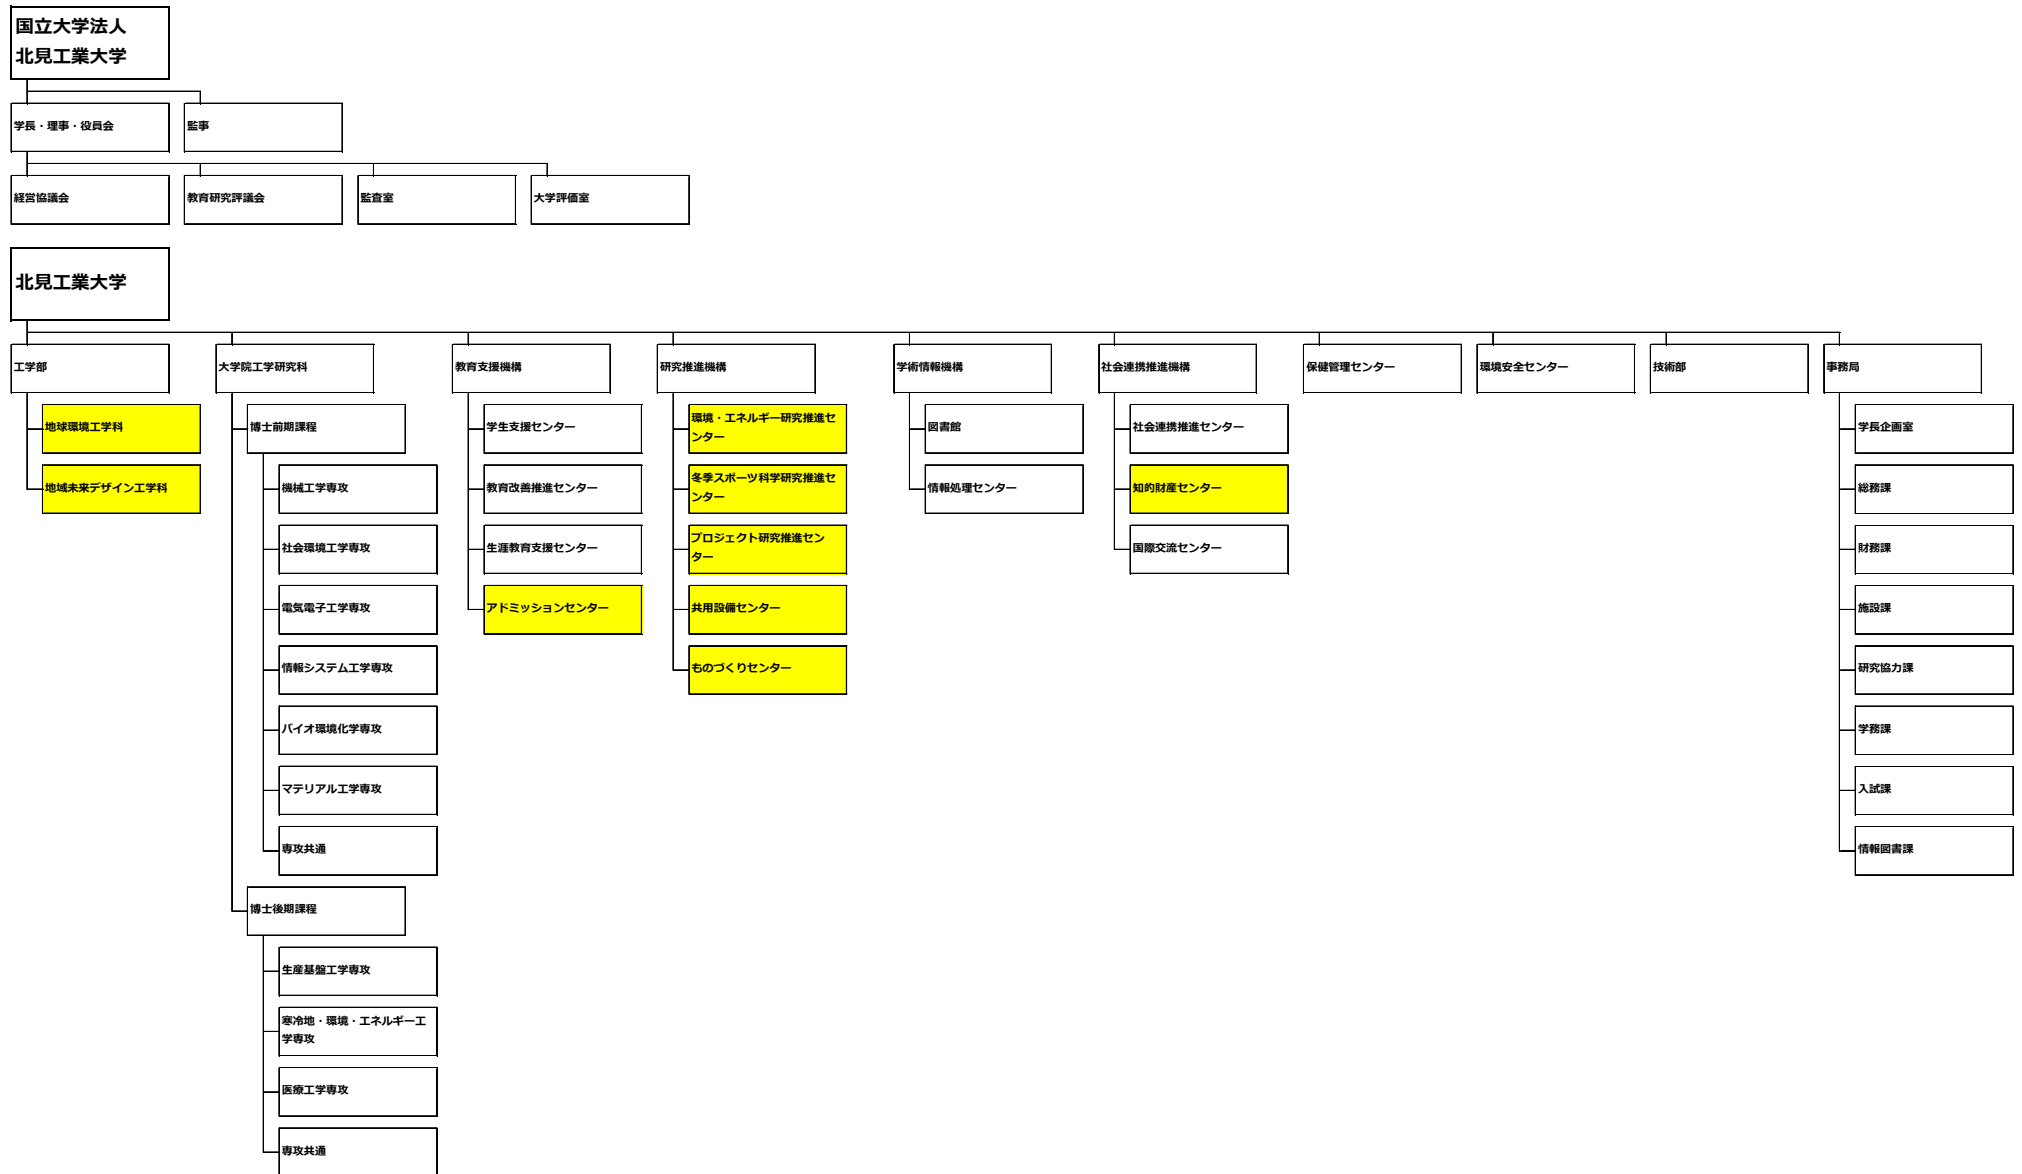 国立大学法人
北見工業大学
学長・理事・役員会
監事
経営協議会
教育研究評議会
監査室
大学評価室
北見工業大学
工学部
大学院工学研究科
教育支援機構
研究推進機構
学術情報機構
社会連携推進機構
保健管理センター
環境安全センター
技術部
事務局
地球環境工学科
地域未来デザイン工学科
博士前期課程
機械工学専攻
社会環境工学専攻
電気電子工学専攻
情報システム工学専攻
バイオ環境化学専攻
マテリアル工学専攻
専攻共通
博士後期課程
生産基盤工学専攻
寒冷地・環境・エネルギー工
学専攻
医療工学専攻
専攻共通
学生支援センター
教育改善推進センター
生涯教育支援センター
アドミッションセンター
環境・エネルギー研究推進セ
ンター
冬季スポーツ科学研究推進セ
ンター
プロジェクト研究推進セン
ター
共用設備センター
ものづくりセンター
図書館
情報処理センター
社会連携推進センター
知的財産センター
国際交流センター
学長企画室
総務課
財務課
施設課
研究協力課
学務課
入試課
情報図書課